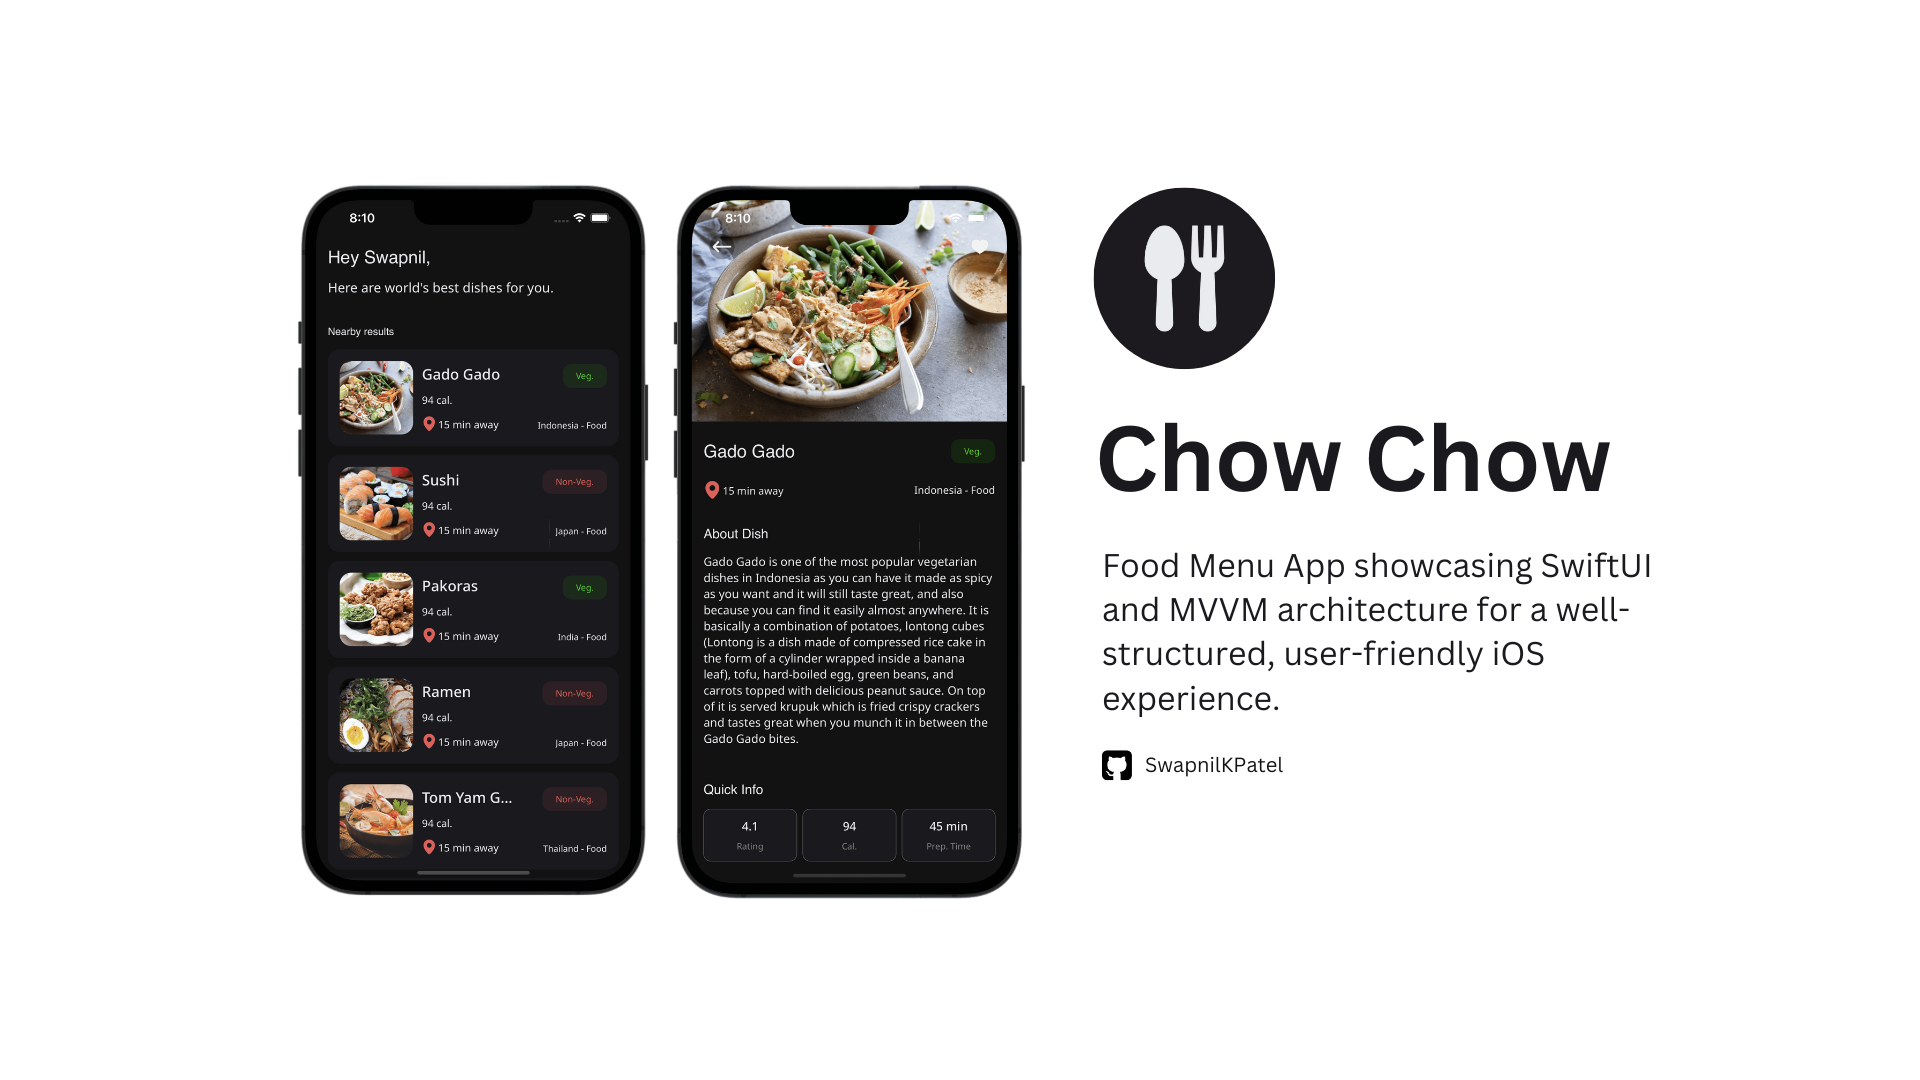 8:10
Hey Swapnil,
Here are world's best dishes for you.
Nearby results
Gado Gado
Veg.
94 cal.
15 min away
Indonesia - Food
Sushi
Non-Veg.
94 cal.
15 min away
Japan - Food
Pakoras
Veg.
94 cal.
15 min away
India - Food
Ramen
Non-Veg.
94 cal.
15 min away
Japan - Food
Tom Yam G...
Non-Veg.
94 cal.
15 min away
Thailand - Food
8:10
Gado Gado
Veg.
15 min away
Indonesia - Food
About Dish
Gado Gado is one of the most popular vegetarian
dishes in Indonesia as you can have it made as spicy
as you want and it will still taste great, and also
because you can find it easily almost anywhere. It is
basically a combination of potatoes, lontong cubes
(Lontong is a dish made of compressed rice cake in
the form of a cylinder wrapped inside a banana
leaf), tofu, hard-boiled egg, green beans, and
carrots topped with delicious peanut sauce. On top
of it is served krupuk which is fried crispy crackers
and tastes great when you munch it in between the
Gado Gado bites.
Quick Info
4.1
Rating
94
Cal.
45 min
Prep. Time
Chow Chow
Food Menu App showcasing SwiftUI
and MVVM architecture for a well-
structured, user-friendly iOS
experience.
SwapnilKPatel